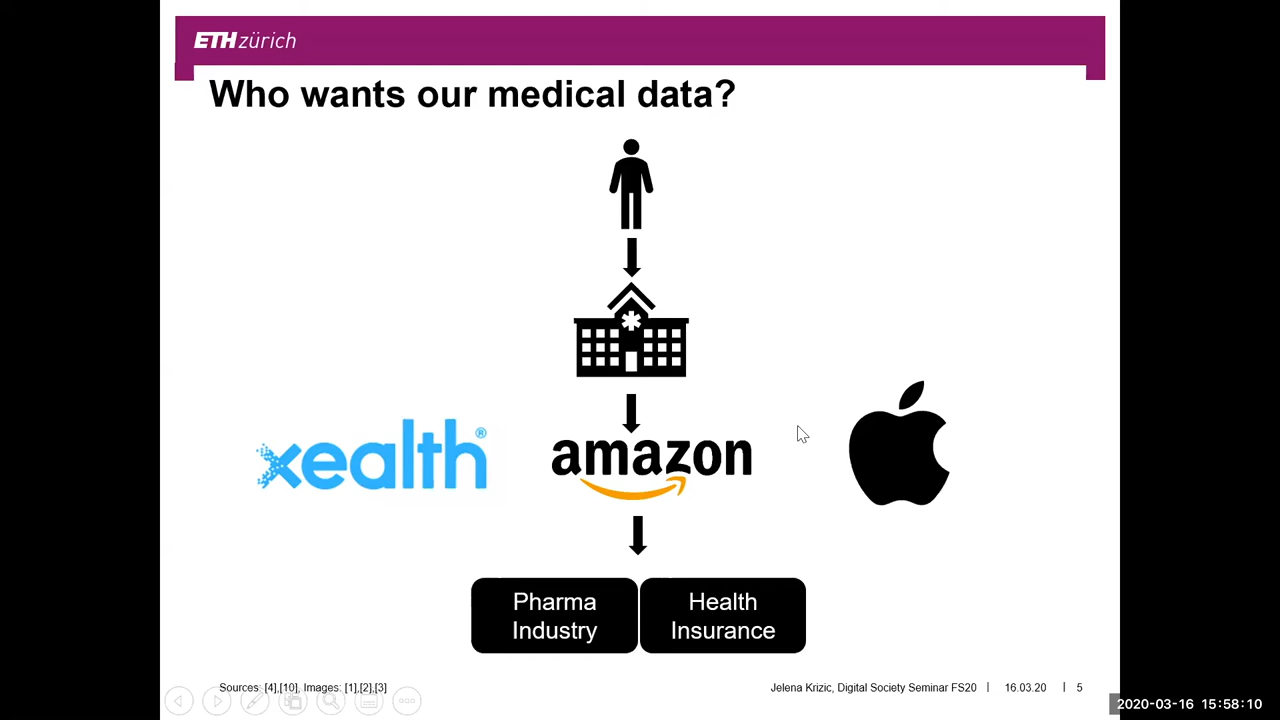 ETH zürich
Who wants our medical data?
xealth®
amazon
Pharma
Industry
Health
Insurance
Sources: [4],[10], Images: [1],[2],[3]
Jelena Krizic, Digital Society Seminar FS20 | 16.03.20 | 5
2020-03-16 15:58:10